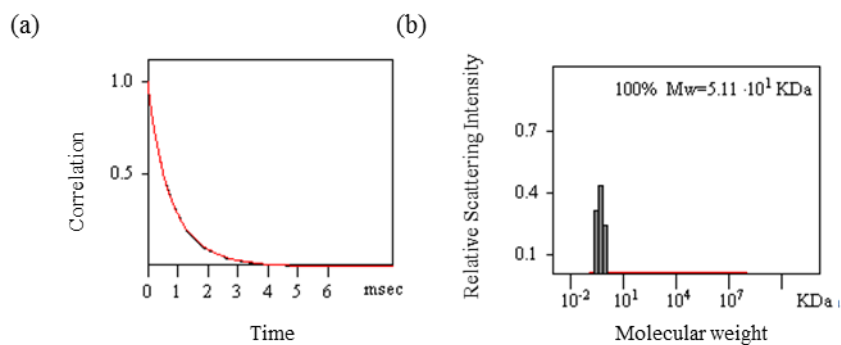 (a)
(b)
1.0
0.5
Correlation
0 1 2 3 4 5 6 msec
Time
100% Mw=5.11 ·10¹ KDa
0.7
0.4
0.1
Relative Scattering Intensity
10⁻² 10¹ 10⁴ 10⁷ KDa
Molecular weight